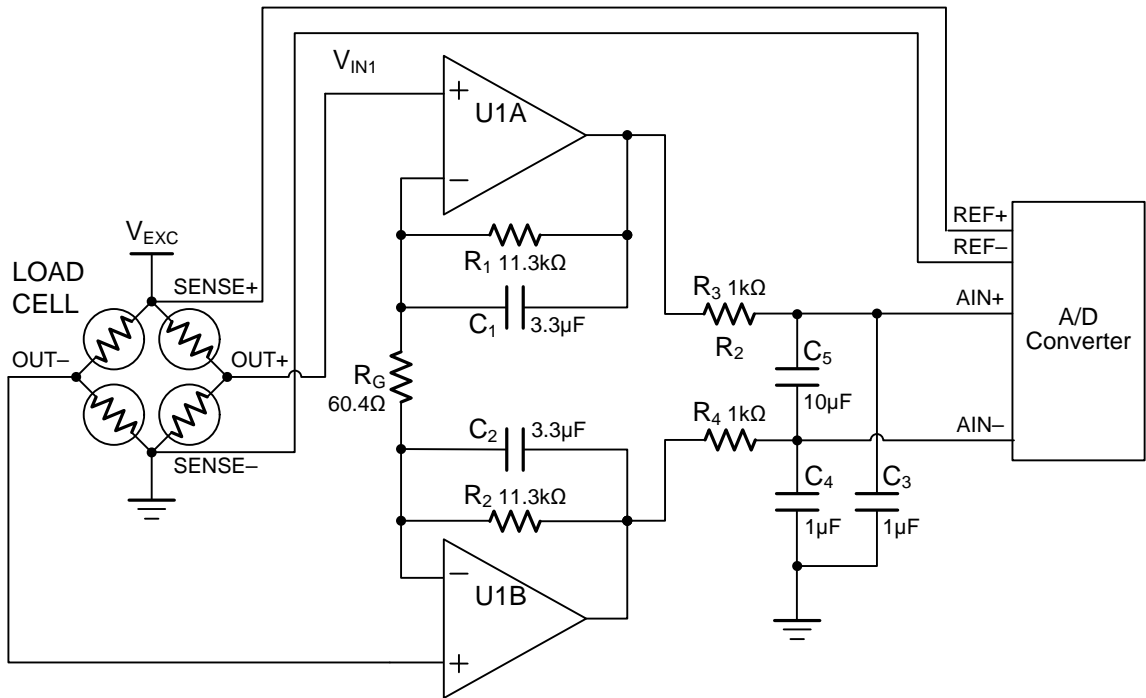 V_IN1
+
U1A
−
REF+
REF−
V_EXC
LOAD
CELL
SENSE+
R1 11.3kΩ
R3 1kΩ
AIN+
A/D
Converter
C1
3.3µF
OUT−
OUT+
R2
C5
RG
60.4Ω
10µF
R4 1kΩ
AIN−
C2
3.3µF
SENSE−
R2 11.3kΩ
C4
C3
1µF
1µF
−
U1B
+